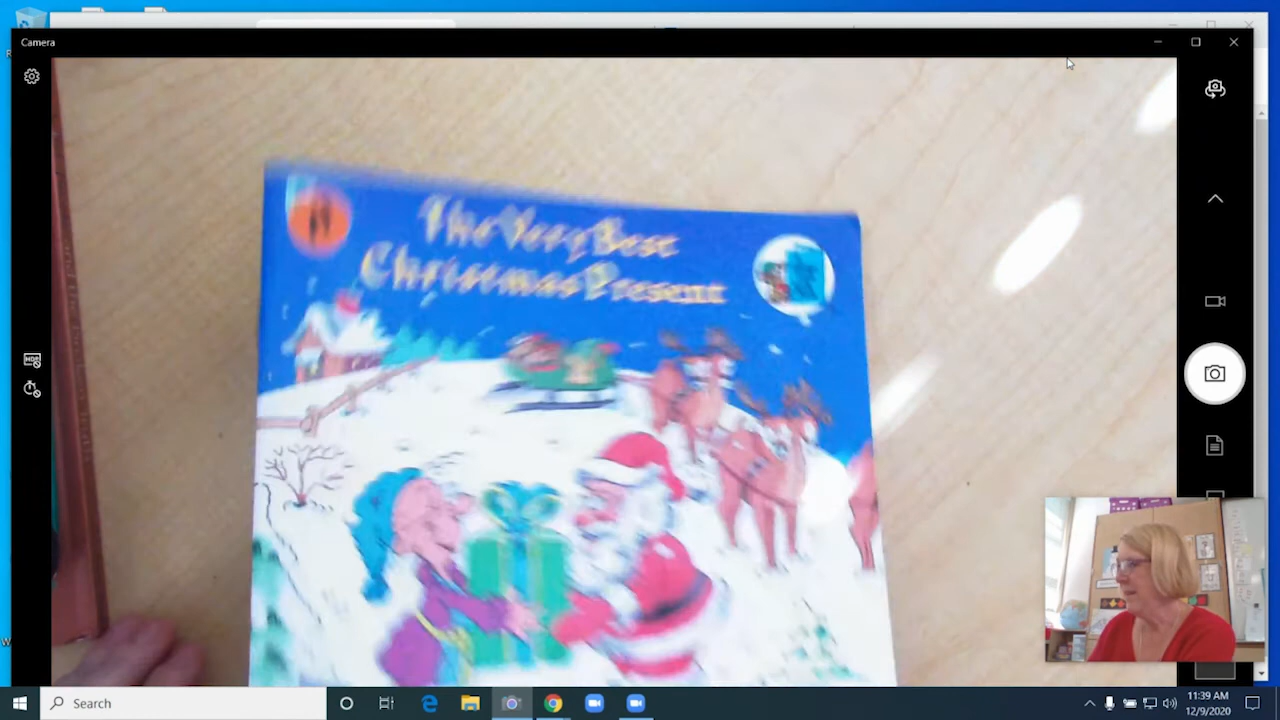 Camera
The Very Best
Christmas Present
Search
11:39 AM
12/9/2020